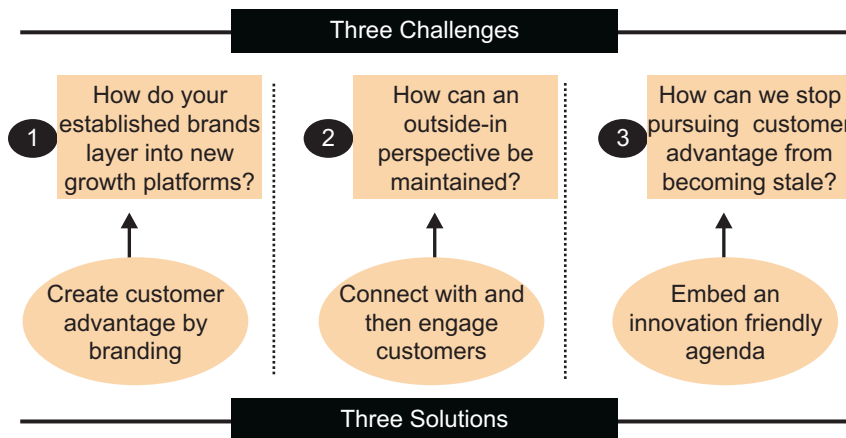 Three Challenges
1
How do your
established brands
layer into new
growth platforms?
2
How can an
outside-in
perspective be
maintained?
3
How can we stop
pursuing customer
advantage from
becoming stale?
Create customer
advantage by
branding
Connect with and
then engage
customers
Embed an
innovation friendly
agenda
Three Solutions